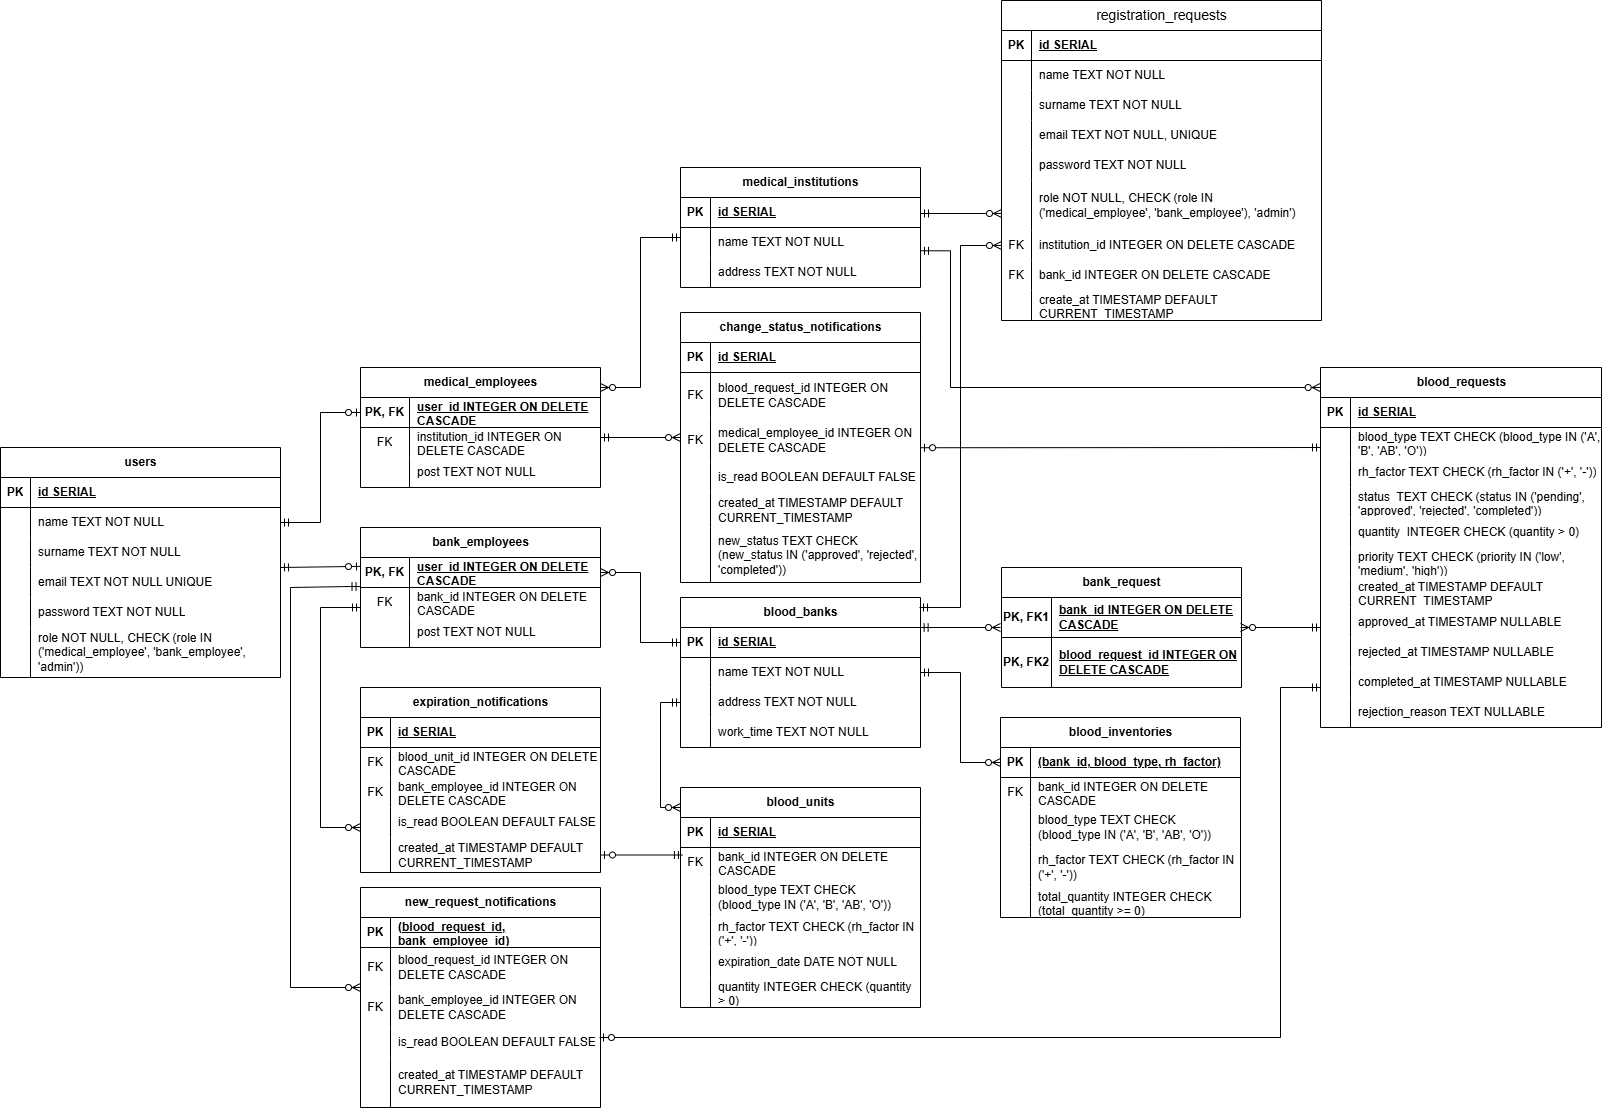 registration_requests
PK
id SERIAL
name TEXT NOT NULL
surname TEXT NOT NULL
email TEXT NOT NULL, UNIQUE
password TEXT NOT NULL
role NOT NULL, CHECK (role IN
('medical_employee', 'bank_employee'), 'admin')
FK
institution_id INTEGER ON DELETE CASCADE
FK
bank_id INTEGER ON DELETE CASCADE
create_at TIMESTAMP DEFAULT
CURRENT_TIMESTAMP
medical_institutions
PK
id SERIAL
name TEXT NOT NULL
address TEXT NOT NULL
change_status_notifications
PK
id SERIAL
FK
blood_request_id INTEGER ON
DELETE CASCADE
FK
medical_employee_id INTEGER ON
DELETE CASCADE
is_read BOOLEAN DEFAULT FALSE
created_at TIMESTAMP DEFAULT
CURRENT_TIMESTAMP
new_status TEXT CHECK
(new_status IN ('approved', 'rejected',
'completed'))
medical_employees
PK, FK
user_id INTEGER ON DELETE
CASCADE
FK
institution_id INTEGER ON
DELETE CASCADE
post TEXT NOT NULL
blood_requests
PK
id SERIAL
blood_type TEXT CHECK (blood_type IN ('A',
'B', 'AB', 'O'))
rh_factor TEXT CHECK (rh_factor IN ('+', '-'))
status  TEXT CHECK (status IN ('pending',
'approved', 'rejected', 'completed'))
quantity  INTEGER CHECK (quantity > 0)
priority TEXT CHECK (priority IN ('low',
'medium', 'high'))
created_at TIMESTAMP DEFAULT
CURRENT_TIMESTAMP
approved_at TIMESTAMP NULLABLE
rejected_at TIMESTAMP NULLABLE
completed_at TIMESTAMP NULLABLE
rejection_reason TEXT NULLABLE
users
PK
id SERIAL
name TEXT NOT NULL
surname TEXT NOT NULL
email TEXT NOT NULL UNIQUE
password TEXT NOT NULL
role NOT NULL, CHECK (role IN
('medical_employee', 'bank_employee',
'admin'))
bank_employees
PK, FK
user_id INTEGER ON DELETE
CASCADE
FK
bank_id INTEGER ON DELETE
CASCADE
post TEXT NOT NULL
blood_banks
PK
id SERIAL
name TEXT NOT NULL
address TEXT NOT NULL
work_time TEXT NOT NULL
bank_request
PK, FK1
bank_id INTEGER ON DELETE
CASCADE
PK, FK2
blood_request_id INTEGER ON
DELETE CASCADE
expiration_notifications
PK
id SERIAL
FK
blood_unit_id INTEGER ON DELETE
CASCADE
FK
bank_employee_id INTEGER ON
DELETE CASCADE
is_read BOOLEAN DEFAULT FALSE
created_at TIMESTAMP DEFAULT
CURRENT_TIMESTAMP
blood_inventories
PK
(bank_id, blood_type, rh_factor)
FK
bank_id INTEGER ON DELETE
CASCADE
blood_type TEXT CHECK
(blood_type IN ('A', 'B', 'AB', 'O'))
rh_factor TEXT CHECK (rh_factor IN
('+', '-'))
total_quantity INTEGER CHECK
(total_quantity >= 0)
blood_units
PK
id SERIAL
FK
bank_id INTEGER ON DELETE
CASCADE
blood_type TEXT CHECK
(blood_type IN ('A', 'B', 'AB', 'O'))
rh_factor TEXT CHECK (rh_factor IN
('+', '-'))
expiration_date DATE NOT NULL
quantity INTEGER CHECK (quantity
> 0)
new_request_notifications
PK
(blood_request_id,
bank_employee_id)
FK
blood_request_id INTEGER ON
DELETE CASCADE
FK
bank_employee_id INTEGER ON
DELETE CASCADE
is_read BOOLEAN DEFAULT FALSE
created_at TIMESTAMP DEFAULT
CURRENT_TIMESTAMP